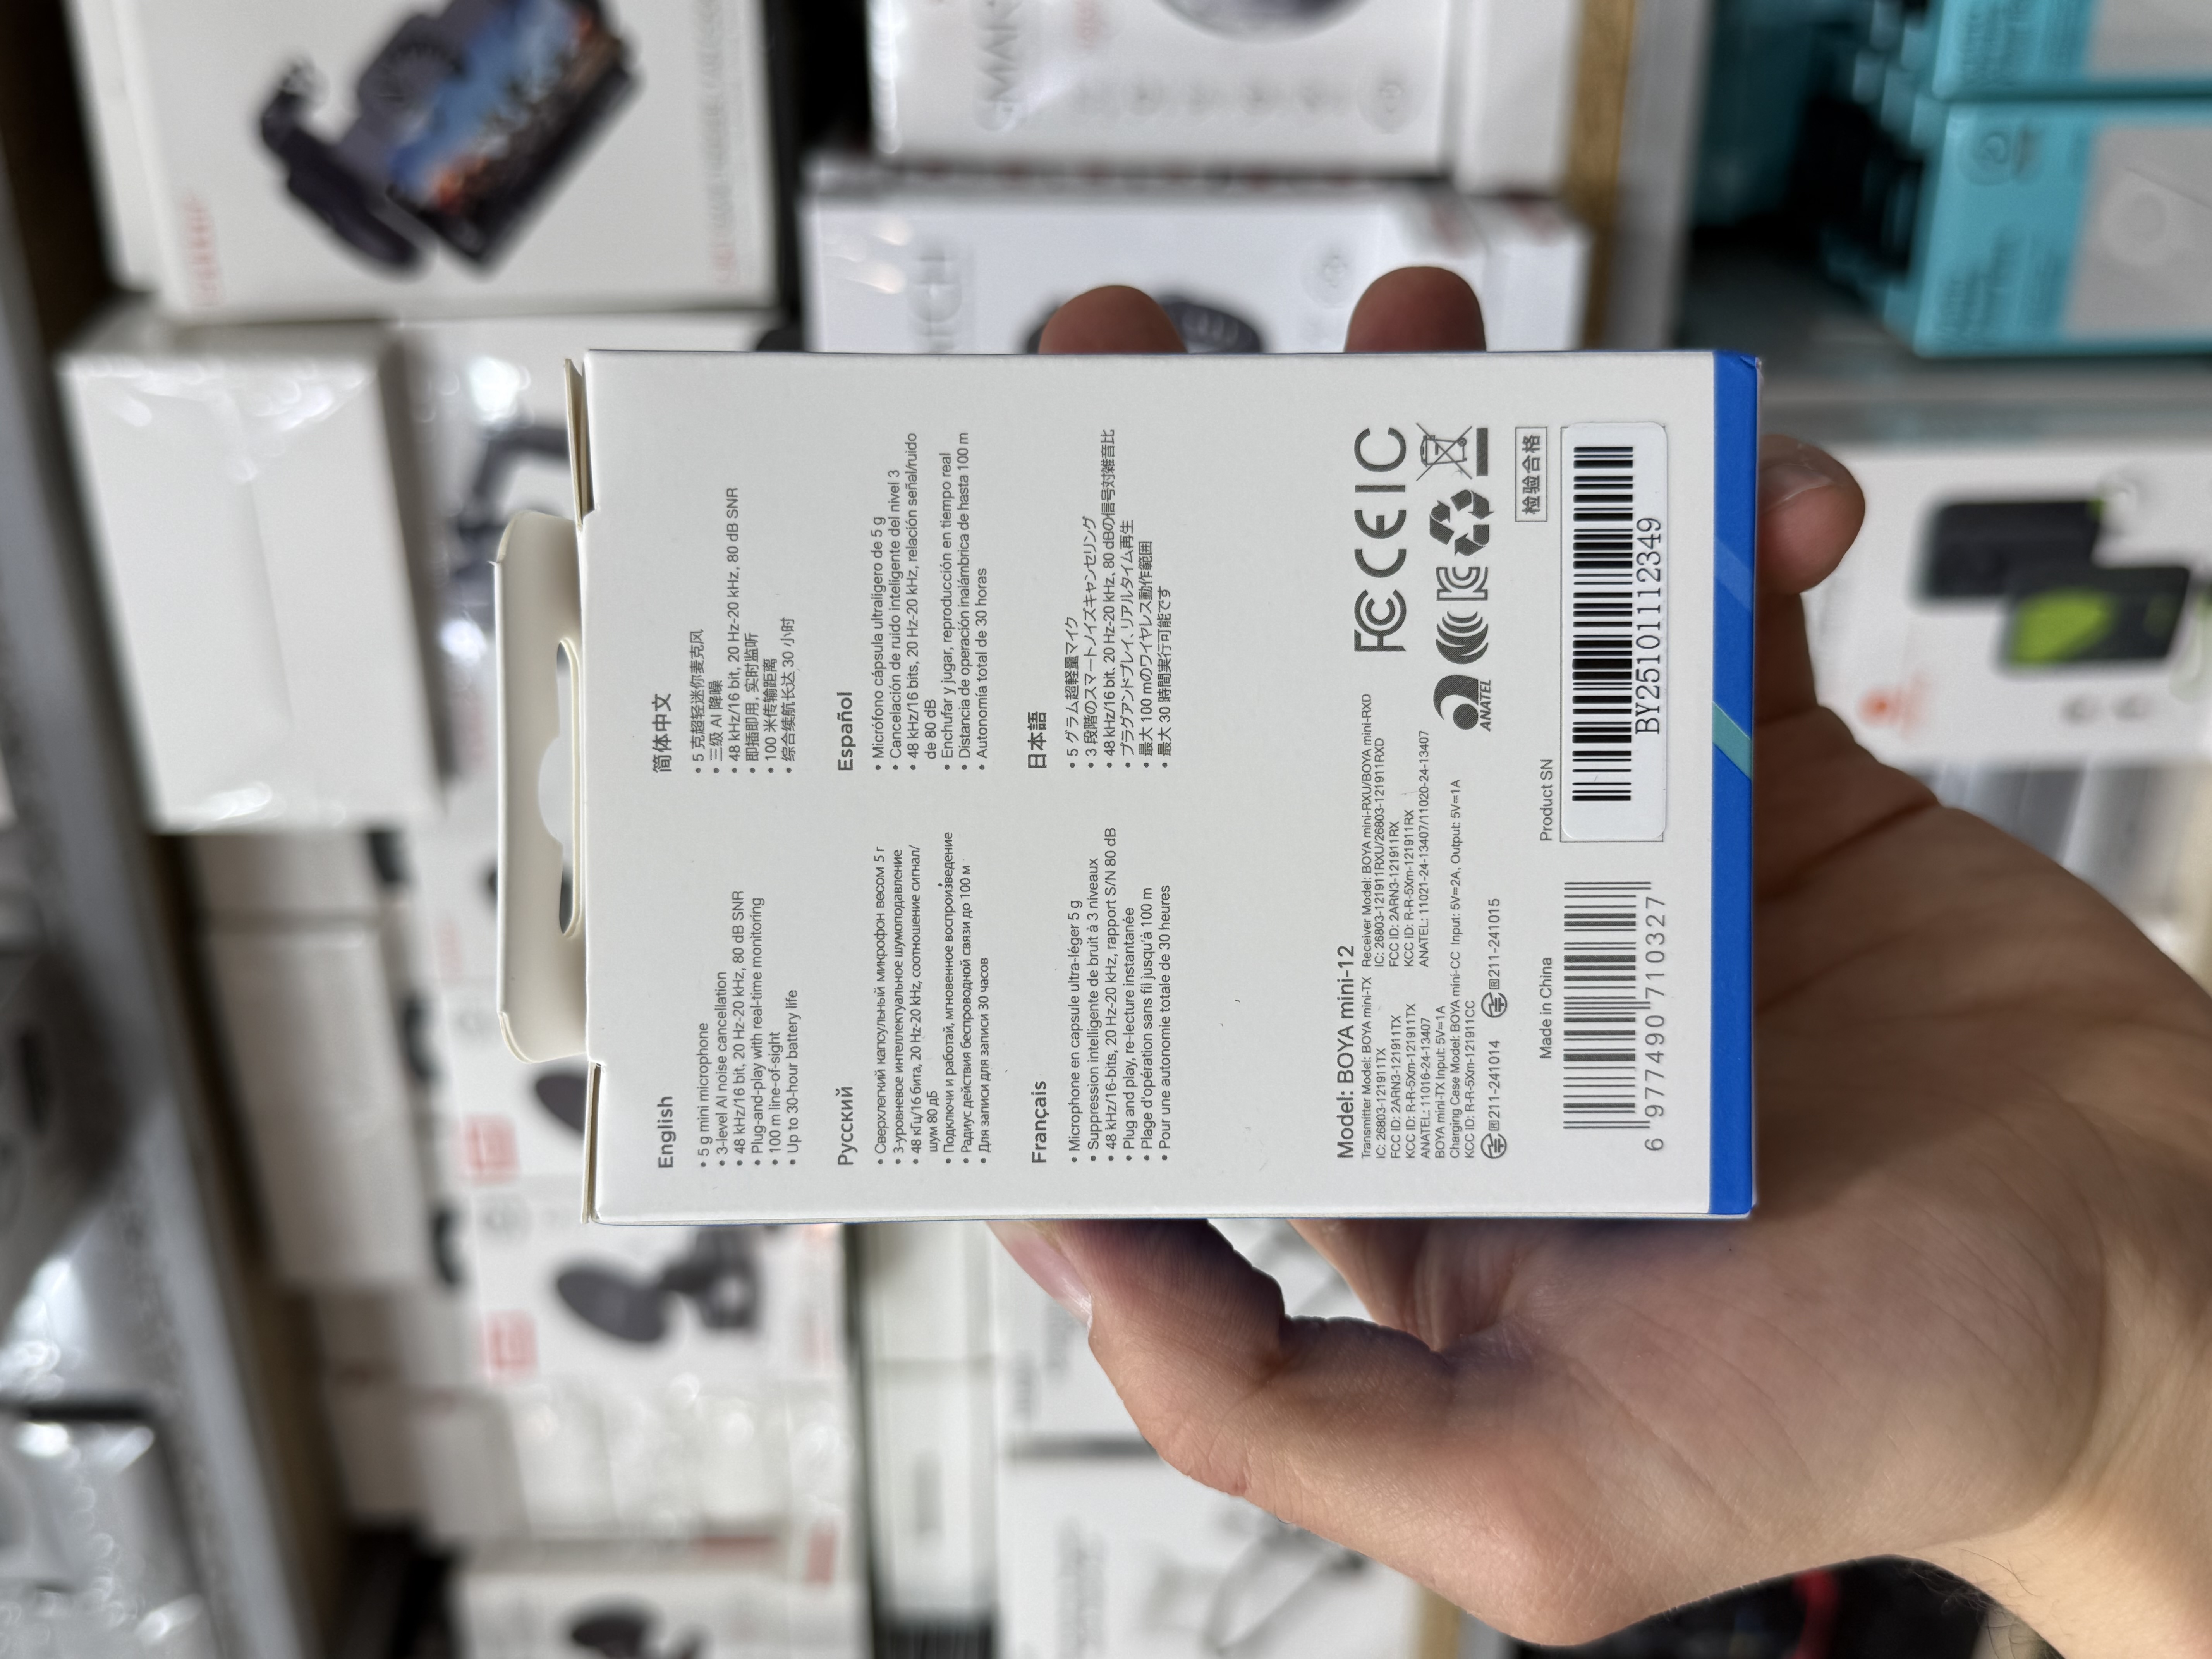 English
• 5 g mini microphone
• 3-level AI noise cancellation
• 48 kHz/16 bit, 20 Hz-20 kHz, 80 dB SNR
• Plug-and-play with real-time monitoring
• 100 m line-of-sight
• Up to 30-hour battery life
简体中文
• 5 克超轻迷你麦克风
• 三级 AI 降噪
• 48 kHz/16 bit, 20 Hz-20 kHz, 80 dB SNR
• 即插即用, 实时监听
• 100 米传输距离
• 综合续航长达 30 小时
Русский
• Сверхлегкий капсульный микрофон весом 5 г
• 3-уровневое интеллектуальное шумоподавление
• 48 кГц/16 бита, 20 Hz-20 kHz, соотношение сигнал/
шум 80 дБ
• Подключи и работай, мгновенное воспроизведение
• Радиус действия беспроводной связи до 100 м
• Для записи для записи 30 часов
Español
• Micrófono cápsula ultraligero de 5 g
• Cancelación de ruido inteligente del nivel 3
• 48 kHz/16 bits, 20 Hz-20 kHz, relación señal/ruido
de 80 dB
• Enchufar y jugar, reproducción en tiempo real
• Distancia de operación inalámbrica de hasta 100 m
• Autonomía total de 30 horas
Français
• Microphone en capsule ultra-léger 5 g
• Suppression intelligente de bruit à 3 niveaux
• 48 kHz/16-bits, 20 Hz-20 kHz, rapport S/N 80 dB
• Plug and play, re-lecture instantanée
• Plage d'opération sans fil jusqu'à 100 m
• Pour une autonomie totale de 30 heures
日本語
• 5 グラム超軽量マイク
• 3 段階のスマートノイズキャンセリング
• 48 kHz/16 bit, 20 Hz-20 kHz, 80 dBの信号対雑音比
• プラグアンドプレイ、リアルタイム再生
• 最大 100 mのワイヤレス動作範囲
• 最大 30 時間実行可能です
Model: BOYA mini-12
Transmitter Model: BOYA mini-TX
IC: 26803-121911TX
FCC ID: 2ARN3-121911TX
KCC ID: R-R-5Xm-121911TX
ANATEL: 11016-24-13407
BOYA mini-TX Input: 5V=1A
Receiver Model: BOYA mini-RXU/BOYA mini-RXD
IC: 26803-121911RXU/26803-121911RXD
FCC ID: 2ARN3-121911RX
KCC ID: R-R-5Xm-121911RX
ANATEL: 11021-24-13407/11020-24-13407
Charging Case Model: BOYA mini-CC Input: 5V=2A, Output: 5V=1A
KCC ID: R-R-5Xm-121911CC
211-241014
211-241015
FC CE IC
ANATEL
检验合格
Made in China
6 977490 710327
Product SN
BY25101112349